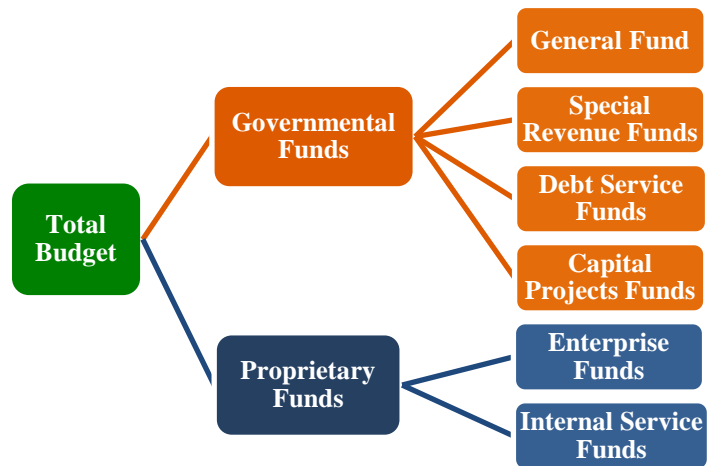 Total
Budget
Governmental
Funds
General Fund
Special
Revenue Funds
Debt Service
Funds
Capital
Projects Funds
Proprietary
Funds
Enterprise
Funds
Internal Service
Funds